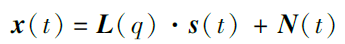 x(t) = L(q) · s(t) + N(t)